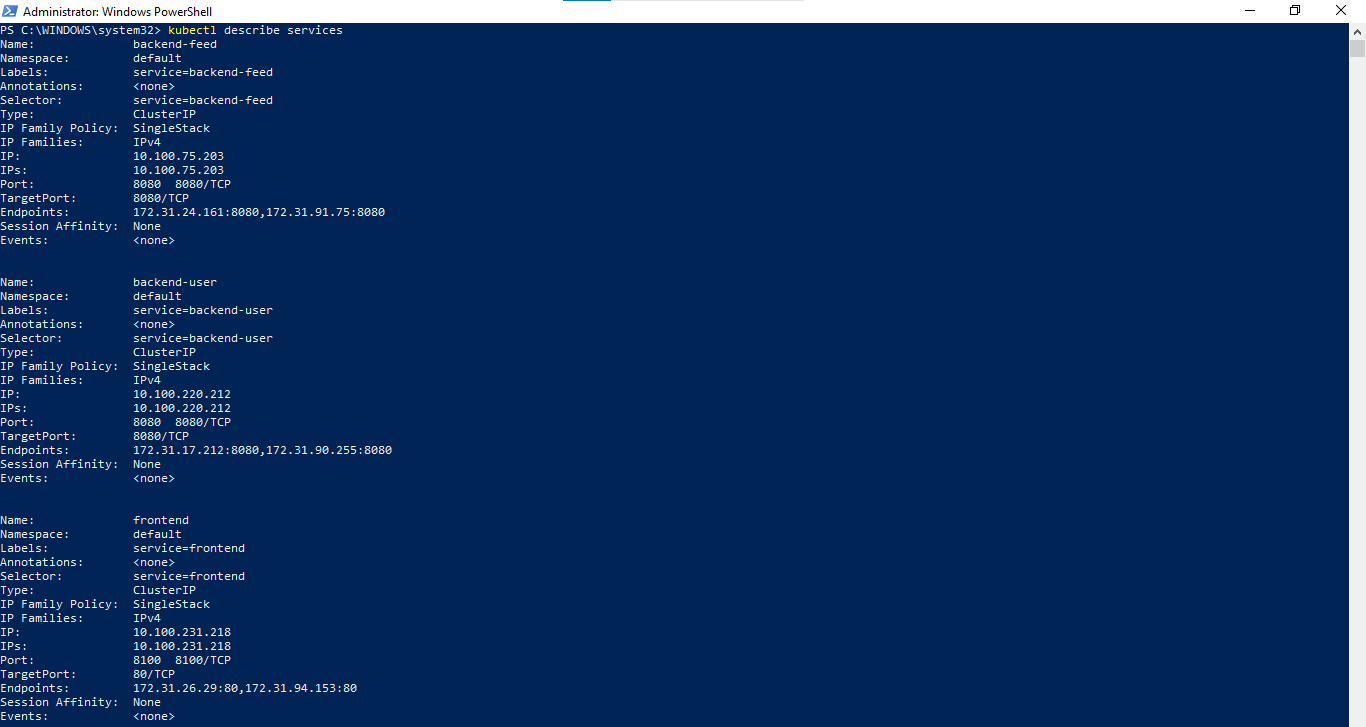 Administrator: Windows PowerShell
PS C:\WINDOWS\system32> kubectl describe services
Name:              backend-feed
Namespace:         default
Labels:            service=backend-feed
Annotations:       <none>
Selector:          service=backend-feed
Type:              ClusterIP
IP Family Policy:  SingleStack
IP Families:       IPv4
IP:                10.100.75.203
IPs:               10.100.75.203
Port:              8080  8080/TCP
TargetPort:        8080/TCP
Endpoints:         172.31.24.161:8080,172.31.91.75:8080
Session Affinity:  None
Events:            <none>
Name:              backend-user
Namespace:         default
Labels:            service=backend-user
Annotations:       <none>
Selector:          service=backend-user
Type:              ClusterIP
IP Family Policy:  SingleStack
IP Families:       IPv4
IP:                10.100.220.212
IPs:               10.100.220.212
Port:              8080  8080/TCP
TargetPort:        8080/TCP
Endpoints:         172.31.17.212:8080,172.31.90.255:8080
Session Affinity:  None
Events:            <none>
Name:              frontend
Namespace:         default
Labels:            service=frontend
Annotations:       <none>
Selector:          service=frontend
Type:              ClusterIP
IP Family Policy:  SingleStack
IP Families:       IPv4
IP:                10.100.231.218
IPs:               10.100.231.218
Port:              8100  8100/TCP
TargetPort:        80/TCP
Endpoints:         172.31.26.29:80,172.31.94.153:80
Session Affinity:  None
Events:            <none>